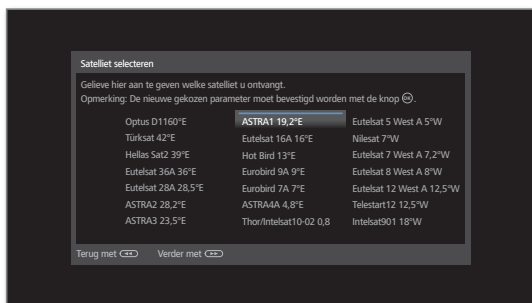 Satelliet selecteren
Gelieve hier aan te geven welke satelliet u ontvangt.
Opmerking: De nieuwe gekozen parameter moet bevestigd worden met de knop OK.
Optus D1160°E ASTRA1 19,2°E Eutelsat 5 West A 5°W
Türksat 42°E Eutelsat 16A 16°E Nilesat 7°W
Hellas Sat2 39°E Hot Bird 13°E Eutelsat 7 West A 7,2°W
Eutelsat 36A 36°E Eurobird 9A 9°E Eutelsat 8 West A 8°W
Eutelsat 28A 28,5°E Eurobird 7A 7°E Eutelsat 12 West A 12,5°W
ASTRA2 28,2°E ASTRA4A 4,8°E Telestart12 12,5°W
ASTRA3 23,5°E Thor/Intelsat10-02 0,8 Intelsat901 18°W
Terug met Verder met